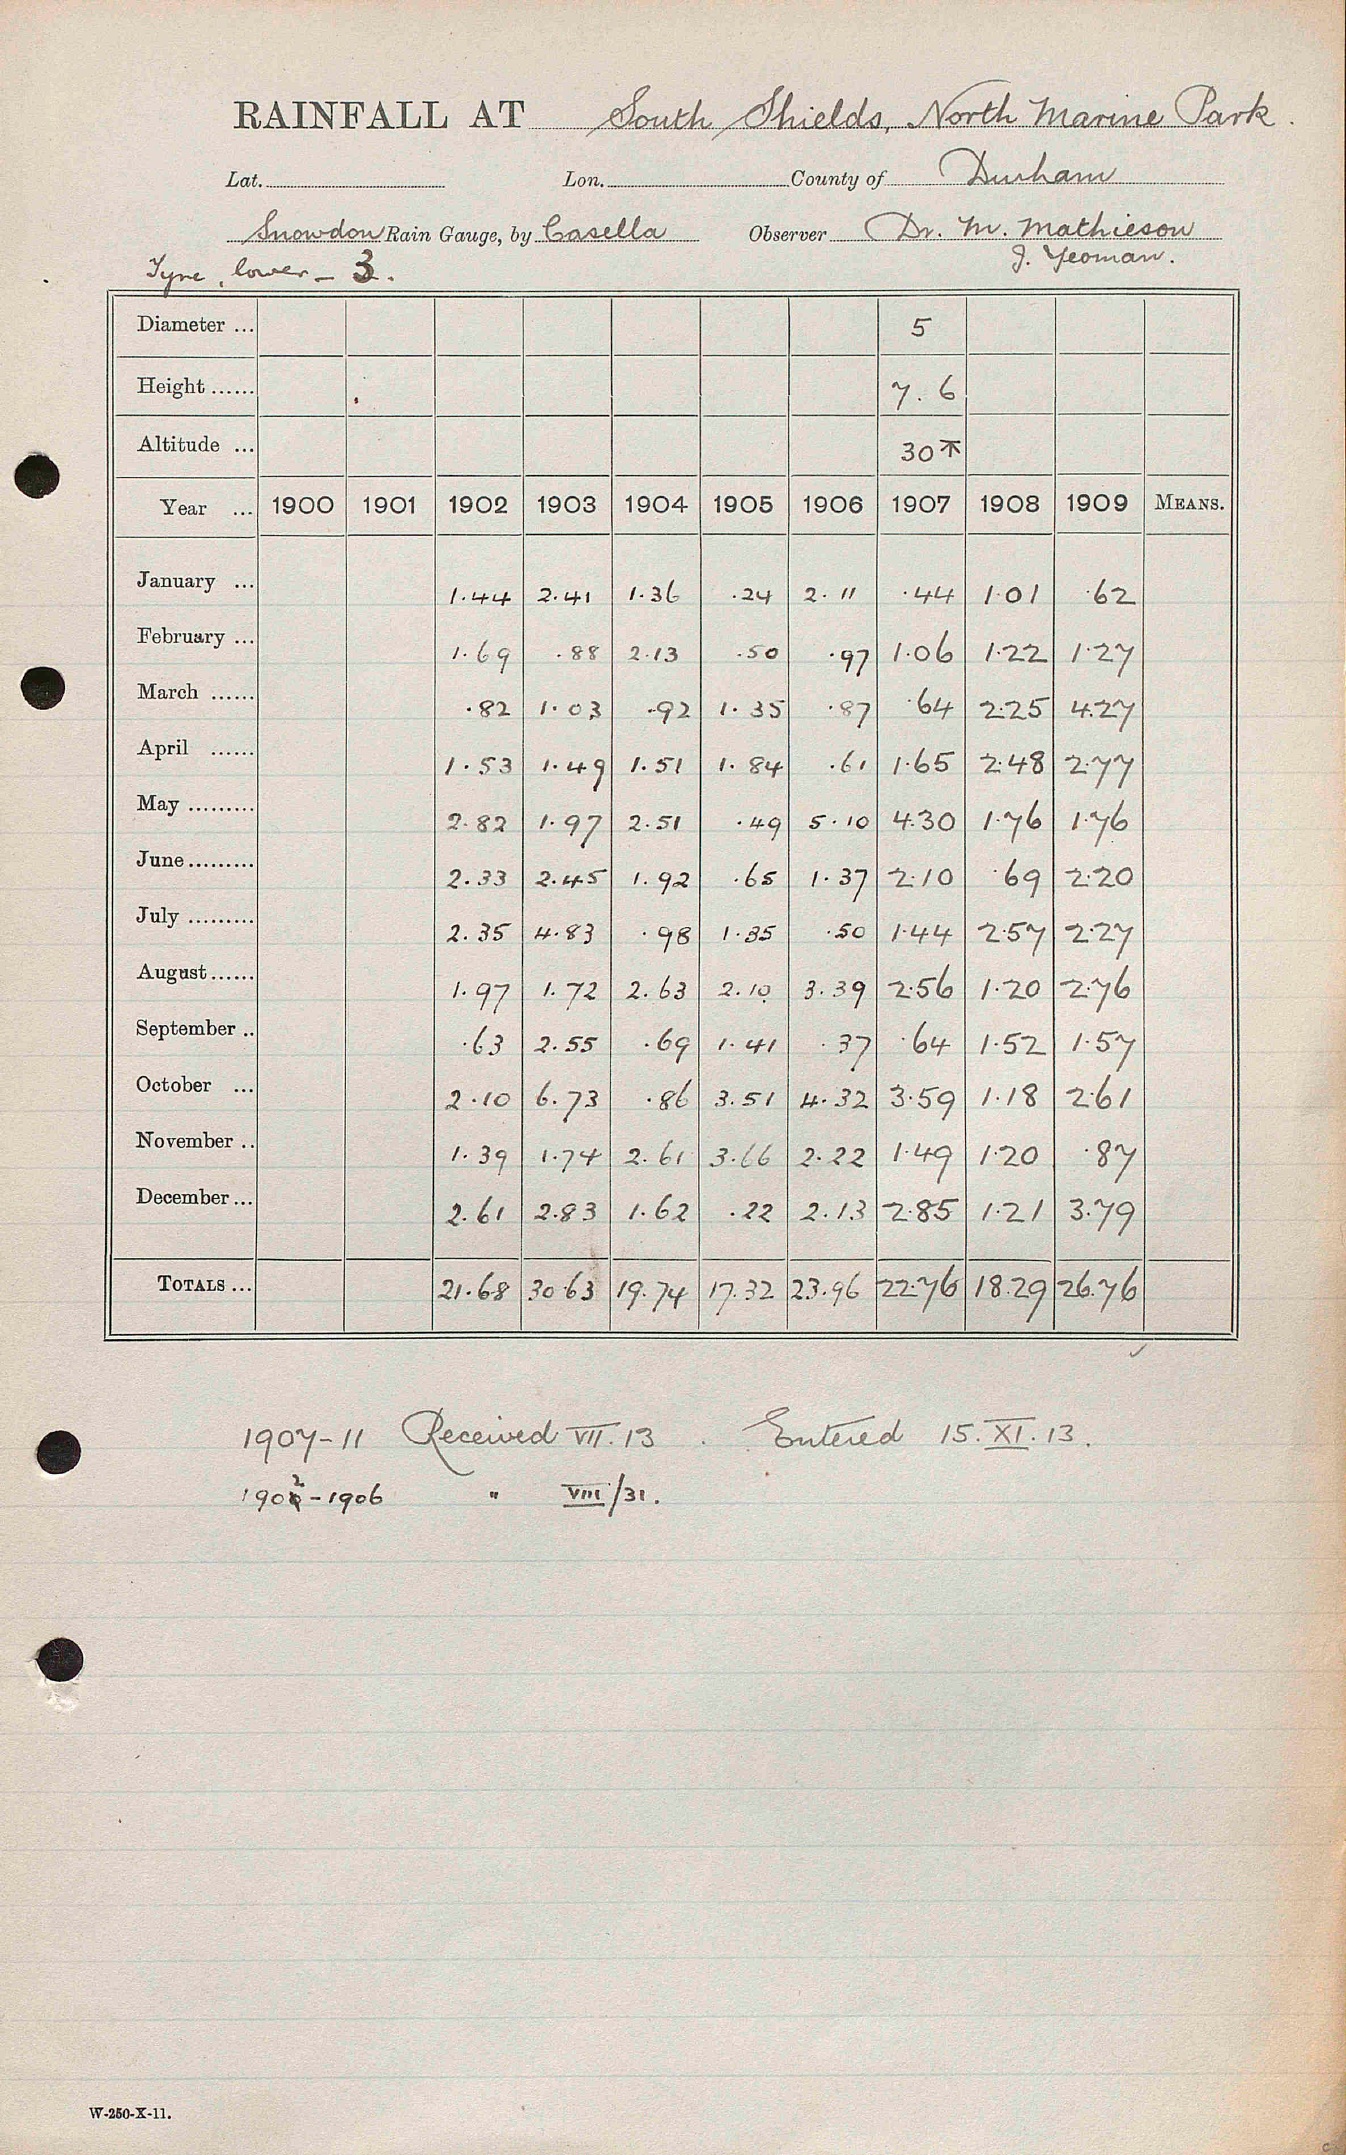 RAINFALL AT South Shields, North Marine Park.
Lat. Lon. County of Durham
Snowdon Rain Gauge, by Casella Observer Dr. M. Mathieson
Tyne, lower - 3. J. Yeoman.
Diameter ... 5
Height ...... 7. 6
Altitude ... 30
Year ... 1900 1901 1902 1903 1904 1905 1906 1907 1908 1909 MEANS.
January ... 1.44 2.41 1.36 .24 2.11 .44 1.01 .62
February ... 1.69 .88 2.13 .50 .97 1.06 1.22 1.27
March ...... .82 1.03 .92 1.35 .87 .64 2.25 4.27
April ...... 1.53 1.49 1.51 1.84 .61 1.65 2.48 2.77
May ......... 2.82 1.97 2.51 .49 5.10 4.30 1.76 1.76
June ......... 2.33 2.45 1.92 .65 1.37 2.10 .69 2.20
July ......... 2.35 4.83 .98 1.35 .50 1.44 2.57 2.27
August ...... 1.97 1.72 2.63 2.10 3.39 2.56 1.20 2.76
September .. .63 2.55 .69 1.41 .37 .64 1.52 1.57
October ... 2.10 6.73 .86 3.51 4.32 3.59 1.18 2.61
November .. 1.39 1.74 2.61 3.66 2.22 1.49 1.20 .87
December ... 2.61 2.83 1.62 .22 2.13 2.85 1.21 3.79
TOTALS ... 21.68 30.63 19.74 17.32 23.96 22.76 18.29 26.76
1907-11 Received VII.13. Entered 15.XI.13.
1902-1906 " VIII/31.
W-250-X-11.